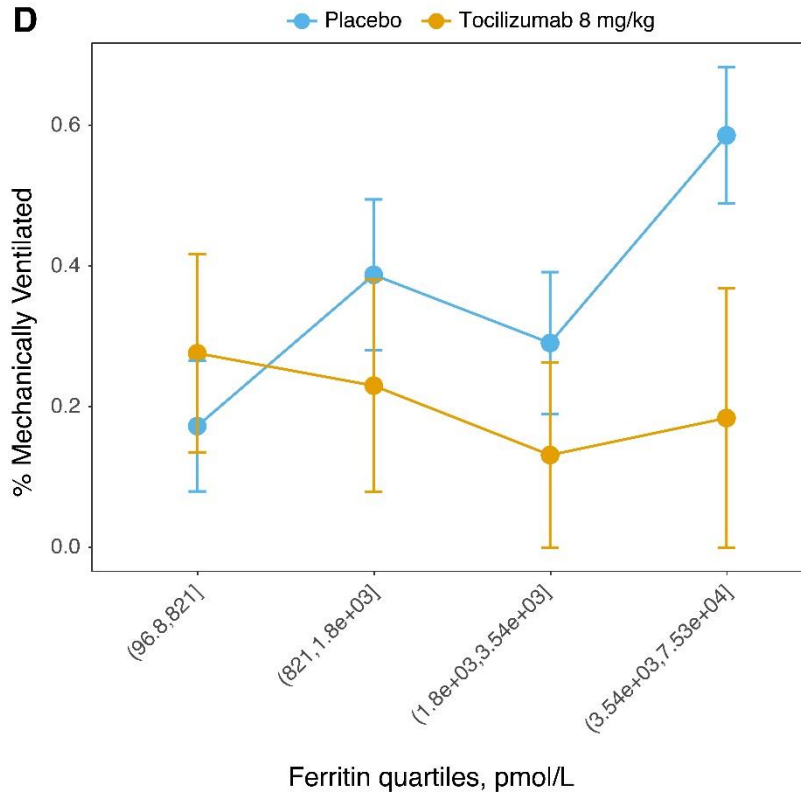 D
Placebo
Tocilizumab 8 mg/kg
% Mechanically Ventilated
0.6
0.4
0.2
0.0
(96.8,821]
(821,1.8e+03]
(1.8e+03,3.54e+03]
(3.54e+03,7.53e+04]
Ferritin quartiles, pmol/L